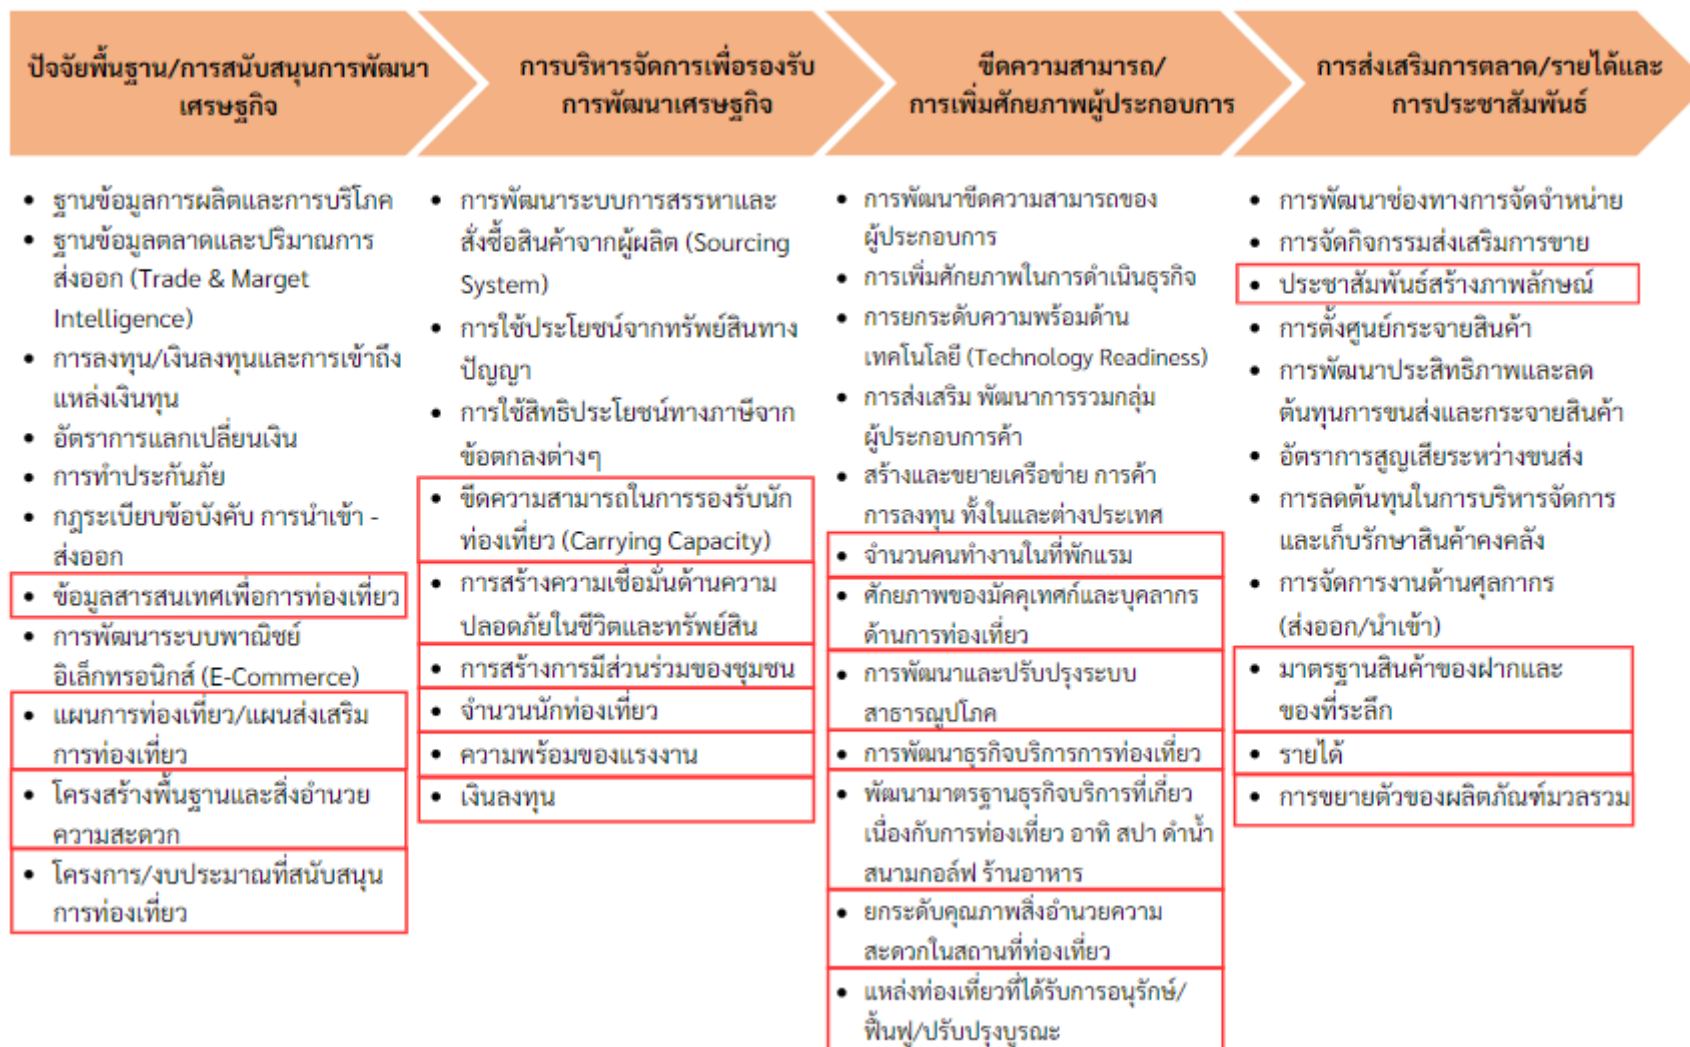 ปัจจัยพื้นฐาน/การสนับสนุนการพัฒนา
เศรษฐกิจ
การบริหารจัดการเพื่อรองรับ
การพัฒนาเศรษฐกิจ
ขีดความสามารถ/
การเพิ่มศักยภาพผู้ประกอบการ
การส่งเสริมการตลาด/รายได้และ
การประชาสัมพันธ์
• ฐานข้อมูลการผลิตและการบริโภค
• ฐานข้อมูลตลาดและปริมาณการ
ส่งออก (Trade & Marget
Intelligence)
• การลงทุน/เงินลงทุนและการเข้าถึง
แหล่งเงินทุน
• อัตราการแลกเปลี่ยนเงิน
• การทำประกันภัย
• กฎระเบียบข้อบังคับ การนำเข้า -
ส่งออก
• ข้อมูลสารสนเทศเพื่อการท่องเที่ยว
• การพัฒนาระบบพาณิชย์
อิเล็กทรอนิกส์ (E-Commerce)
• แผนการท่องเที่ยว/แผนส่งเสริม
การท่องเที่ยว
• โครงสร้างพื้นฐานและสิ่งอำนวย
ความสะดวก
• โครงการ/งบประมาณที่สนับสนุน
การท่องเที่ยว
• การพัฒนาระบบการสรรหาและ
สั่งซื้อสินค้าจากผู้ผลิต (Sourcing
System)
• การใช้ประโยชน์จากทรัพย์สินทาง
ปัญญา
• การใช้สิทธิประโยชน์ทางภาษีจาก
ข้อตกลงต่างๆ
• ขีดความสามารถในการรองรับนัก
ท่องเที่ยว (Carrying Capacity)
• การสร้างความเชื่อมั่นด้านความ
ปลอดภัยในชีวิตและทรัพย์สิน
• การสร้างการมีส่วนร่วมของชุมชน
• จำนวนนักท่องเที่ยว
• ความพร้อมของแรงงาน
• เงินลงทุน
• การพัฒนาขีดความสามารถของ
ผู้ประกอบการ
• การเพิ่มศักยภาพในการดำเนินธุรกิจ
• การยกระดับความพร้อมด้าน
เทคโนโลยี (Technology Readiness)
• การส่งเสริม พัฒนาการรวมกลุ่ม
ผู้ประกอบการค้า
• สร้างและขยายเครือข่าย การค้า
การลงทุน ทั้งในและต่างประเทศ
• จำนวนคนทำงานในที่พักแรม
• ศักยภาพของมัคคุเทศก์และบุคลากร
ด้านการท่องเที่ยว
• การพัฒนาและปรับปรุงระบบ
สาธารณูปโภค
• การพัฒนาธุรกิจบริการการท่องเที่ยว
• พัฒนามาตรฐานธุรกิจบริการที่เกี่ยว
เนื่องกับการท่องเที่ยว อาทิ สปา ดำน้ำ
สนามกอล์ฟ ร้านอาหาร
• ยกระดับคุณภาพสิ่งอำนวยความ
สะดวกในสถานที่ท่องเที่ยว
• แหล่งท่องเที่ยวที่ได้รับการอนุรักษ์/
ฟื้นฟู/ปรับปรุงบูรณะ
• การพัฒนาช่องทางการจัดจำหน่าย
• การจัดกิจกรรมส่งเสริมการขาย
• ประชาสัมพันธ์สร้างภาพลักษณ์
• การตั้งศูนย์กระจายสินค้า
• การพัฒนาประสิทธิภาพและลด
ต้นทุนการขนส่งและกระจายสินค้า
• อัตราการสูญเสียระหว่างขนส่ง
• การลดต้นทุนในการบริหารจัดการ
และเก็บรักษาสินค้าคงคลัง
• การจัดการงานด้านศุลกากร
(ส่งออก/นำเข้า)
• มาตรฐานสินค้าของฝากและ
ของที่ระลึก
• รายได้
• การขยายตัวของผลิตภัณฑ์มวลรวม